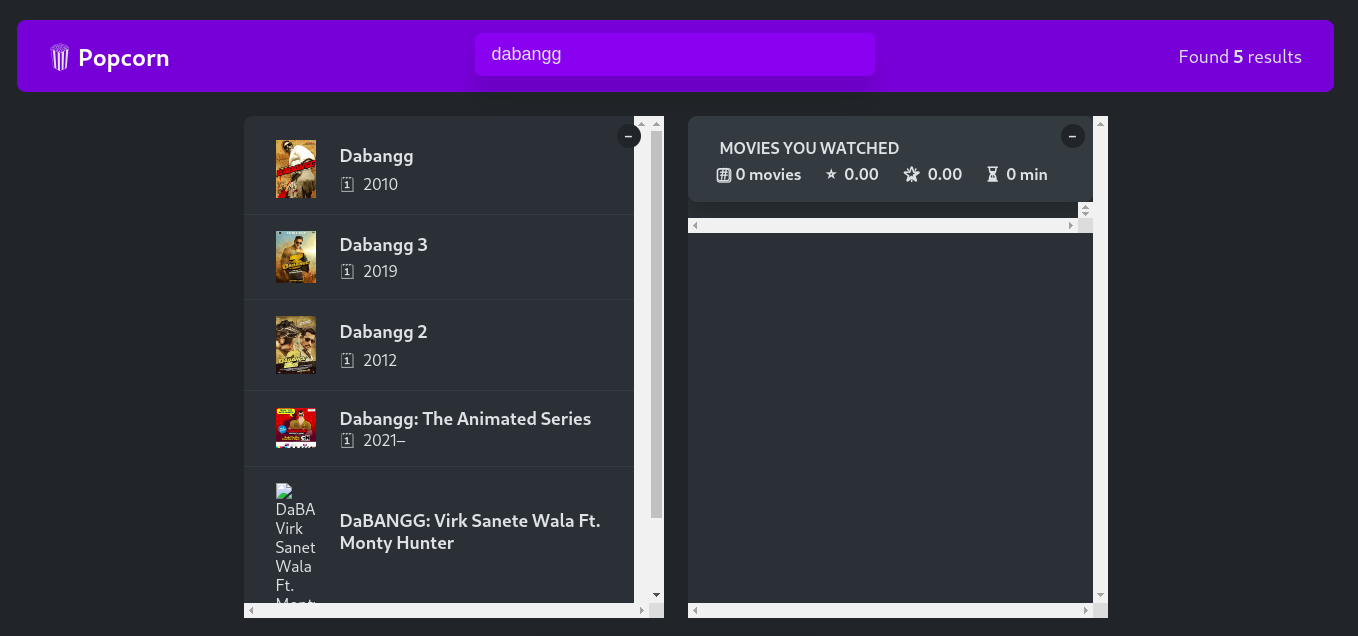 🍿 Popcorn
dabangg
Found 5 results
Dabangg
2010
Dabangg 3
2019
Dabangg 2
2012
Dabangg: The Animated Series
2021–
DaBA
Virk
Sanet
Wala
Ft.
DaBANGG: Virk Sanete Wala Ft.
Monty Hunter
MOVIES YOU WATCHED
0 movies 0.00 0.00 0 min